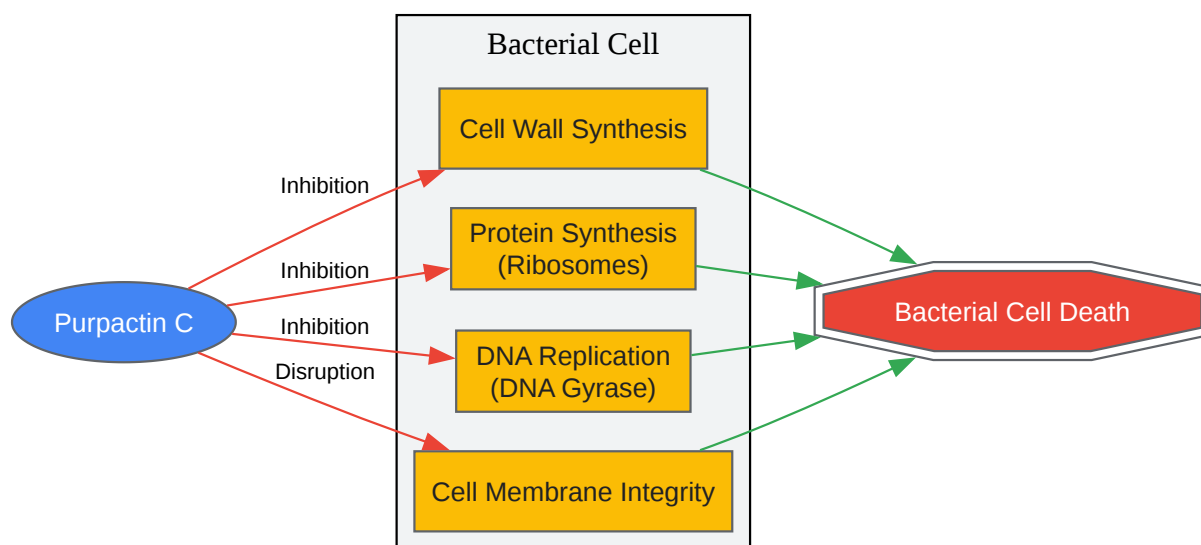 Bacterial Cell
Cell Wall Synthesis
Inhibition
Protein Synthesis
(Ribosomes)
Inhibition
Purpactin C
Bacterial Cell Death
Inhibition
DNA Replication
(DNA Gyrase)
Disruption
Cell Membrane Integrity